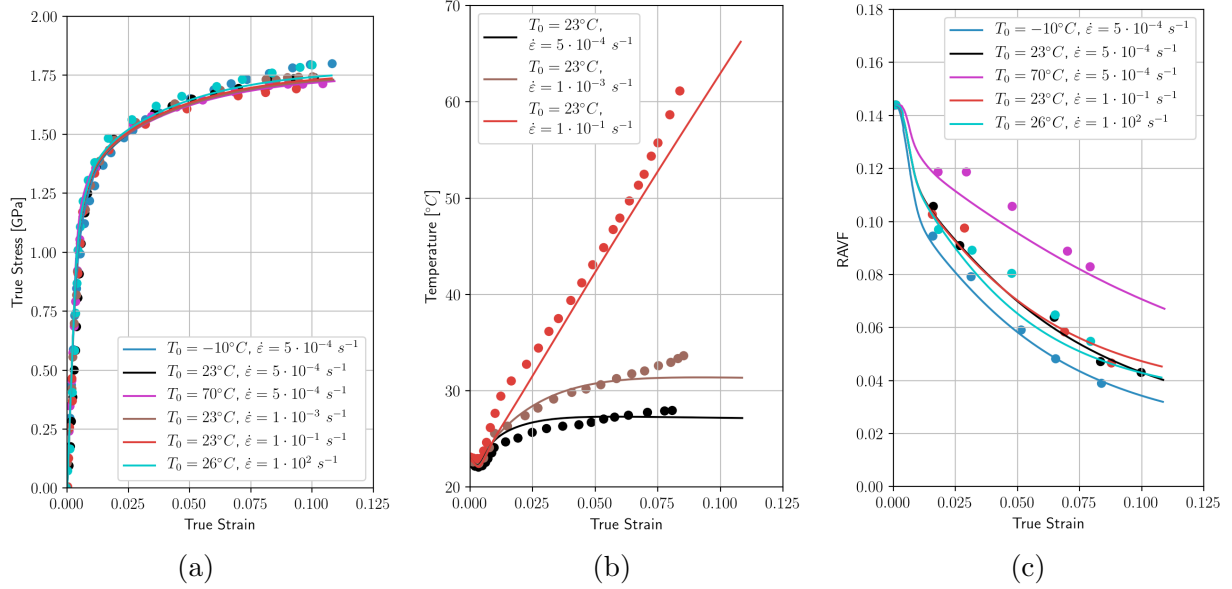 2.00
1.75
1.50
1.25
1.00
0.75
0.50
0.25
0.00
True Stress [GPa]
T₀ = −10°C, ε̇ = 5 · 10⁻⁴ s⁻¹
T₀ = 23°C, ε̇ = 5 · 10⁻⁴ s⁻¹
T₀ = 70°C, ε̇ = 5 · 10⁻⁴ s⁻¹
T₀ = 23°C, ε̇ = 1 · 10⁻³ s⁻¹
T₀ = 23°C, ε̇ = 1 · 10⁻¹ s⁻¹
T₀ = 26°C, ε̇ = 1 · 10² s⁻¹
0.000 0.025 0.050 0.075 0.100 0.125
True Strain
(a)
70
60
50
40
30
20
Temperature [°C]
T₀ = 23°C,
ε̇ = 5 · 10⁻⁴ s⁻¹
T₀ = 23°C,
ε̇ = 1 · 10⁻³ s⁻¹
T₀ = 23°C,
ε̇ = 1 · 10⁻¹ s⁻¹
0.000 0.025 0.050 0.075 0.100 0.125
True Strain
(b)
0.18
0.16
0.14
0.12
0.10
0.08
0.06
0.04
0.02
0.00
RAVF
T₀ = −10°C, ε̇ = 5 · 10⁻⁴ s⁻¹
T₀ = 23°C, ε̇ = 5 · 10⁻⁴ s⁻¹
T₀ = 70°C, ε̇ = 5 · 10⁻⁴ s⁻¹
T₀ = 23°C, ε̇ = 1 · 10⁻¹ s⁻¹
T₀ = 26°C, ε̇ = 1 · 10² s⁻¹
0.000 0.025 0.050 0.075 0.100 0.125
True Strain
(c)